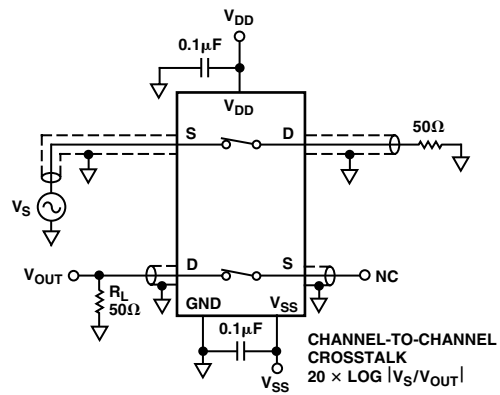 VDD
0.1µF
VDD
S
D
50Ω
VS
VOUT
D
S
NC
RL
50Ω
GND
VSS
0.1µF
VSS
CHANNEL-TO-CHANNEL
CROSSTALK
20 × LOG |VS/VOUT|